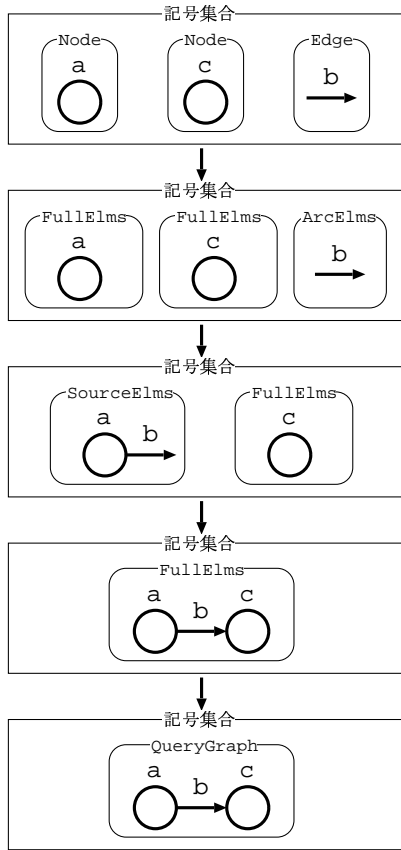 記号集合
Node Node Edge
a c b
記号集合
FullElms FullElms ArcElms
a c b
記号集合
SourceElms FullElms
a b c
記号集合
FullElms
a b c
記号集合
QueryGraph
a b c